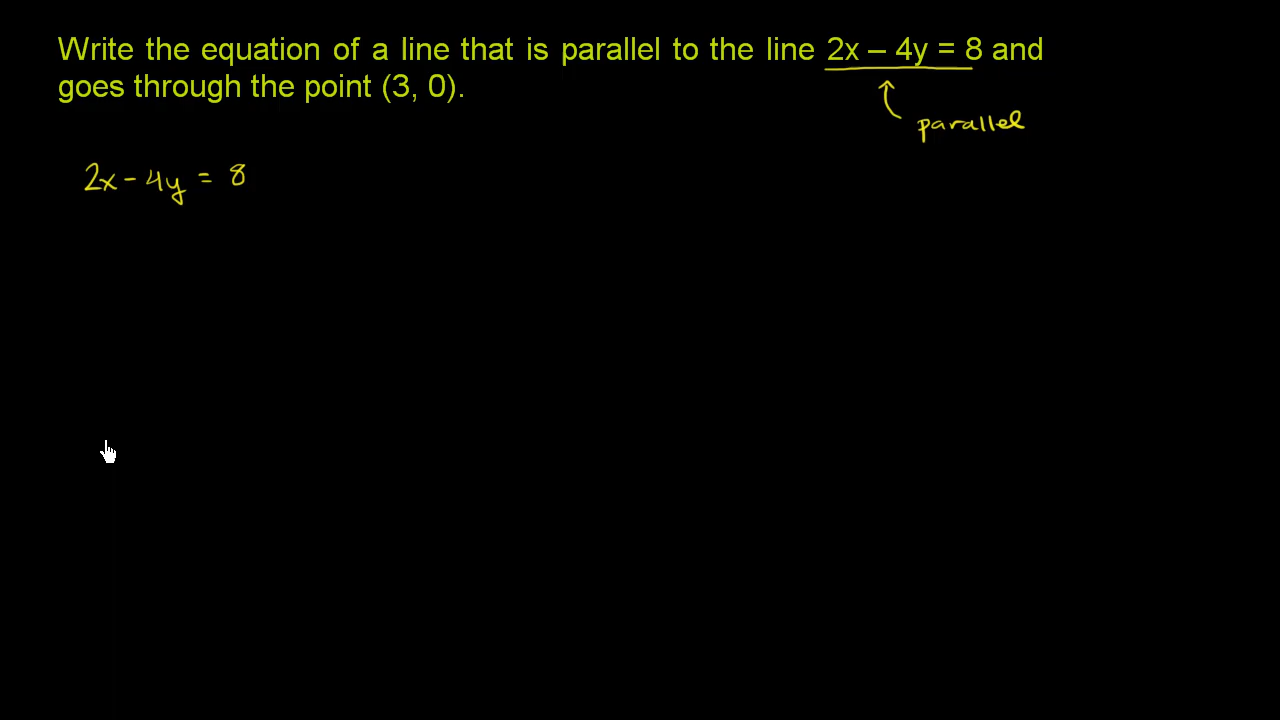 Write the equation of a line that is parallel to the line 2x – 4y = 8 and
goes through the point (3, 0).
parallel
2x - 4y = 8